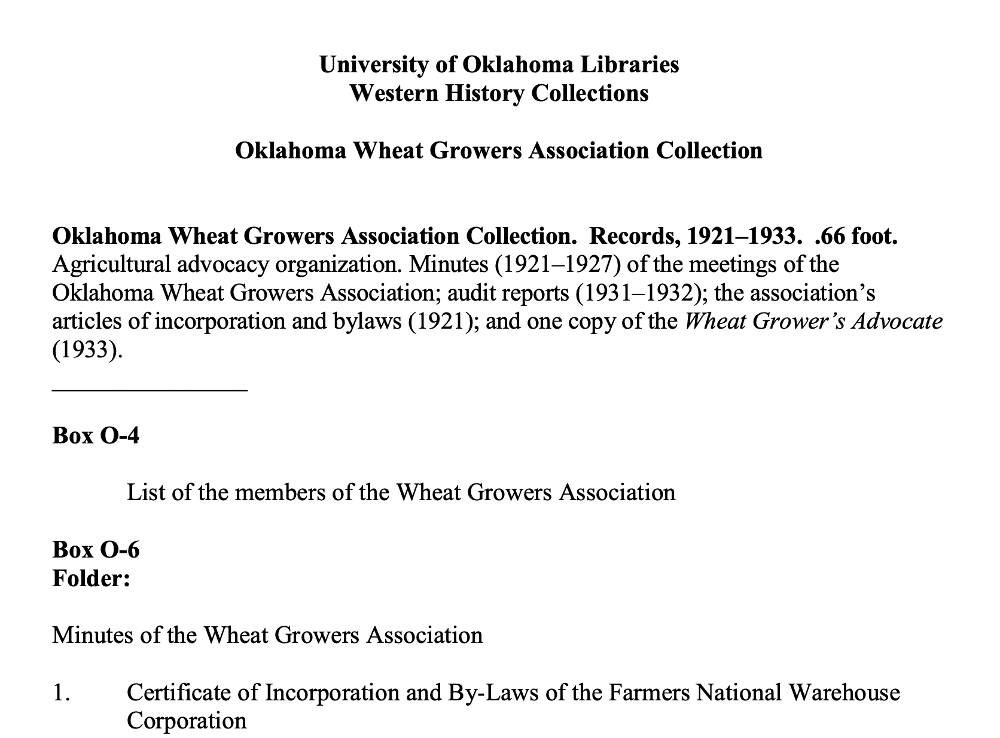 University of Oklahoma Libraries
Western History Collections
Oklahoma Wheat Growers Association Collection
Oklahoma Wheat Growers Association Collection.  Records, 1921–1933.  .66 foot.
Agricultural advocacy organization. Minutes (1921–1927) of the meetings of the
Oklahoma Wheat Growers Association; audit reports (1931–1932); the association’s
articles of incorporation and bylaws (1921); and one copy of the Wheat Grower’s Advocate
(1933).
________________
Box O-4
List of the members of the Wheat Growers Association
Box O-6
Folder:
Minutes of the Wheat Growers Association
1. Certificate of Incorporation and By-Laws of the Farmers National Warehouse
Corporation